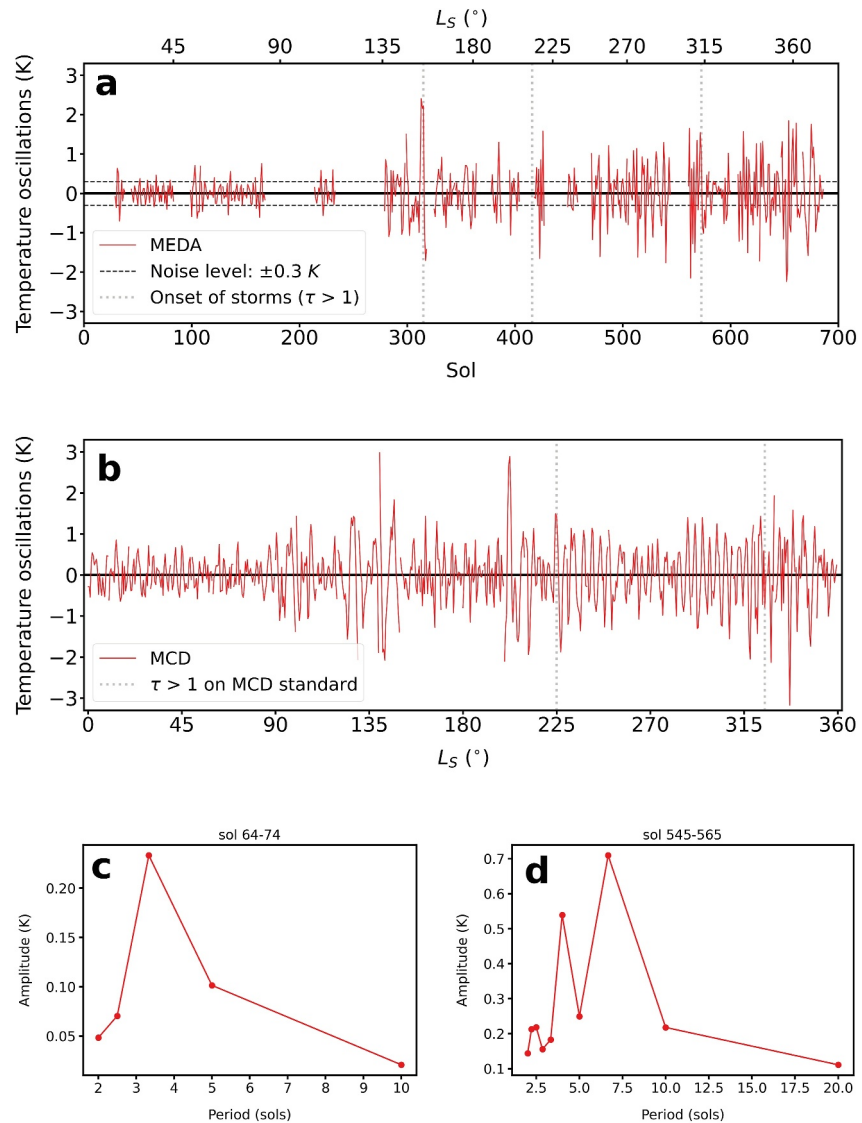 L_S (°)
45 90 135 180 225 270 315 360
a
Temperature oscillations (K)
3
2
1
0
−1
−2
−3
MEDA
Noise level: ±0.3 K
Onset of storms (τ > 1)
0 100 200 300 400 500 600 700
Sol
b
Temperature oscillations (K)
3
2
1
0
−1
−2
−3
MCD
τ > 1 on MCD standard
0 45 90 135 180 225 270 315 360
L_S (°)
sol 64-74
c
Amplitude (K)
0.20
0.15
0.10
0.05
2 3 4 5 6 7 8 9 10
Period (sols)
sol 545-565
d
Amplitude (K)
0.7
0.6
0.5
0.4
0.3
0.2
0.1
2.5 5.0 7.5 10.0 12.5 15.0 17.5 20.0
Period (sols)